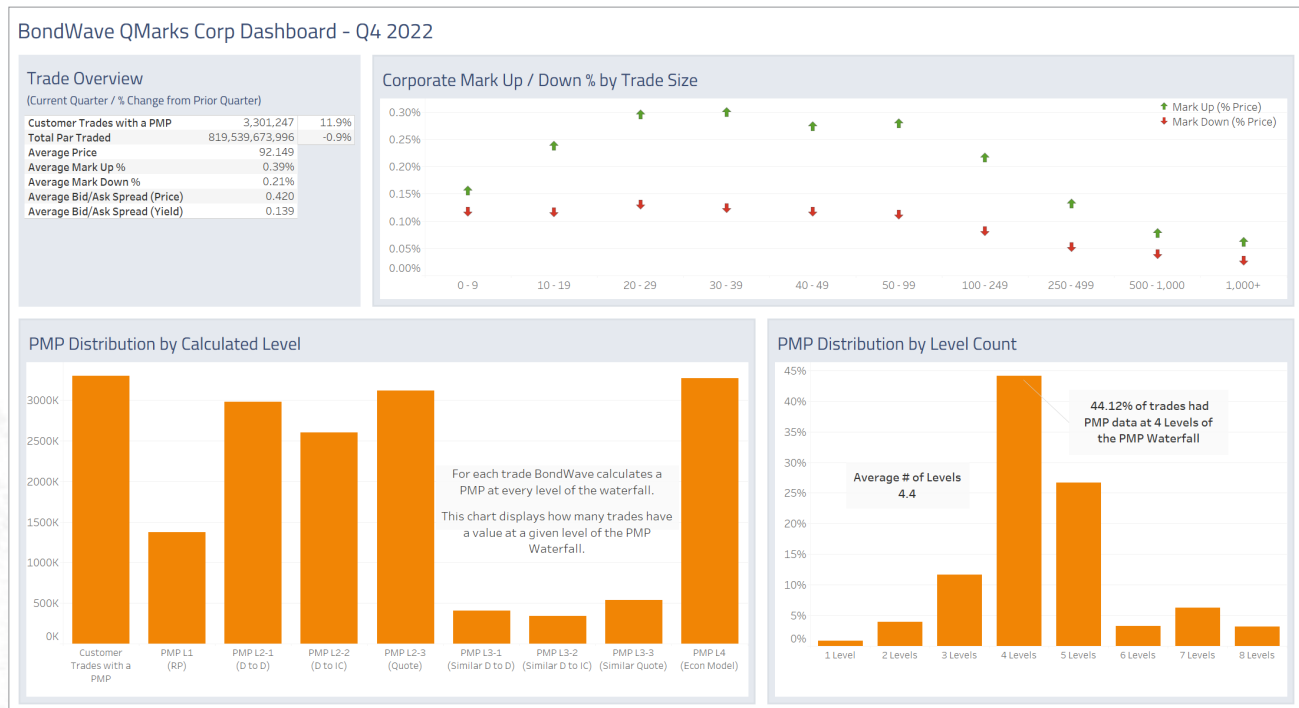 BondWave QMarks Corp Dashboard - Q4 2022
Trade Overview
(Current Quarter / % Change from Prior Quarter)
Customer Trades with a PMP 3,301,247 11.9%
Total Par Traded 819,539,673,996 -0.9%
Average Price 92.149
Average Mark Up % 0.39%
Average Mark Down % 0.21%
Average Bid/Ask Spread (Price) 0.420
Average Bid/Ask Spread (Yield) 0.139
Corporate Mark Up / Down % by Trade Size
Mark Up (% Price)
Mark Down (% Price)
0.30%
0.25%
0.20%
0.15%
0.10%
0.05%
0.00%
0 - 9 10 - 19 20 - 29 30 - 39 40 - 49 50 - 99 100 - 249 250 - 499 500 - 1,000 1,000+
PMP Distribution by Calculated Level
3000K
2500K
2000K
1500K
1000K
500K
0K
For each trade BondWave calculates a
PMP at every level of the waterfall.
This chart displays how many trades have
a value at a given level of the PMP
Waterfall.
Customer PMP L1 PMP L2-1 PMP L2-2 PMP L2-3 PMP L3-1 PMP L3-2 PMP L3-3 PMP L4
Trades with a (RP) (D to D) (D to IC) (Quote) (Similar D to D) (Similar D to IC) (Similar Quote) (Econ Model)
PMP
PMP Distribution by Level Count
45%
40%
35%
30%
25%
20%
15%
10%
5%
0%
44.12% of trades had
PMP data at 4 Levels of
the PMP Waterfall
Average # of Levels
4.4
1 Level 2 Levels 3 Levels 4 Levels 5 Levels 6 Levels 7 Levels 8 Levels